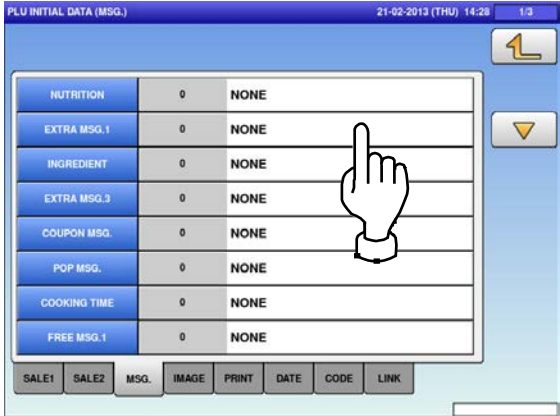 PLU INITIAL DATA (MSG.) 21-02-2013 (THU) 14:28 1/3
NUTRITION 0 NONE
EXTRA MSG.1 0 NONE
INGREDIENT 0 NONE
EXTRA MSG.3 0 NONE
COUPON MSG. 0 NONE
POP MSG. 0 NONE
COOKING TIME 0 NONE
FREE MSG.1 0 NONE
SALE1 SALE2 MSG. IMAGE PRINT DATE CODE LINK